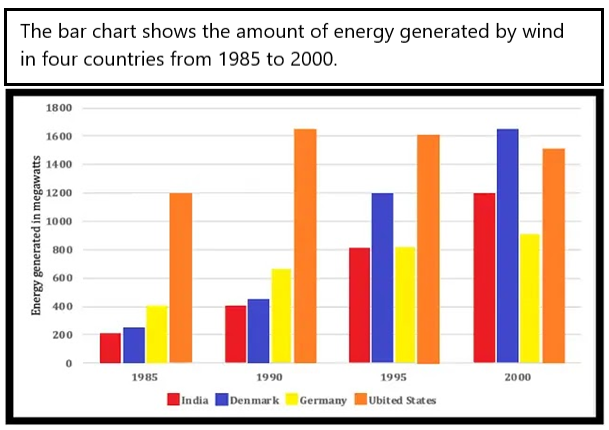 The bar chart shows the amount of energy generated by wind
in four countries from 1985 to 2000.
1800
1600
1400
1200
1000
800
600
400
200
0
Energy generated in megawatts
1985 1990 1995 2000
India Denmark Germany Ubited States